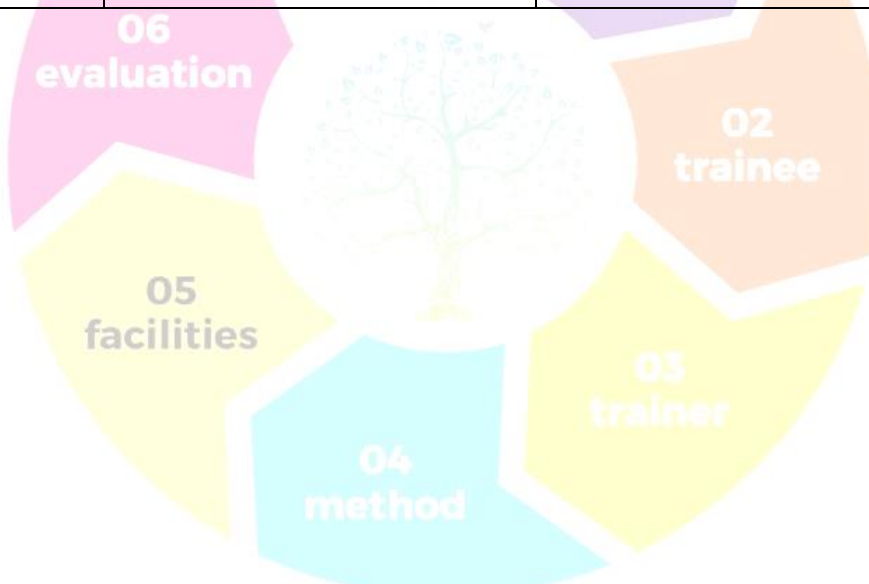 06
evaluation
02
trainee
05
facilities
03
trainer
04
method